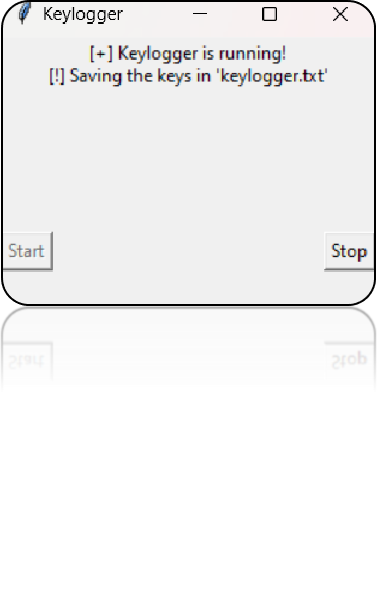 Keylogger
[+] Keylogger is running!
[!] Saving the keys in 'keylogger.txt'
Start
Stop